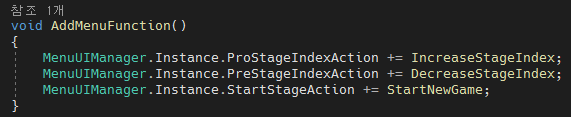 참조 1개
void AddMenuFunction()
{
MenuUIManager.Instance.ProStageIndexAction += IncreaseStageIndex;
MenuUIManager.Instance.PreStageIndexAction += DecreaseStageIndex;
MenuUIManager.Instance.StartStageAction += StartNewGame;
}